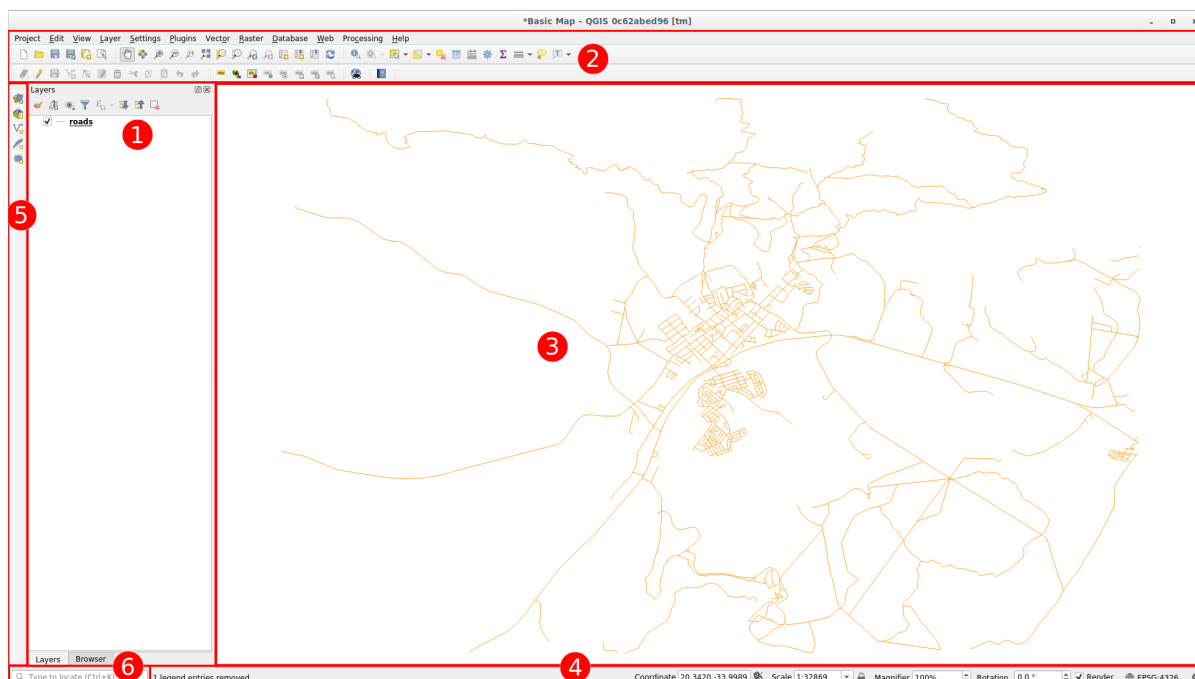 *Basic Map - QGIS 0c62abed96 [tm]
Project Edit View Layer Settings Plugins Vector Raster Database Web Processing Help
2
Layers
roads
1
5
3
Layers Browser
6
4
Type to locate (Ctrl+K)
1 legend entries removed
Coordinate 20.3420,-33.9989 Scale 1:32869 Magnifier 100% Rotation 0.0 ° Render EPSG:4326